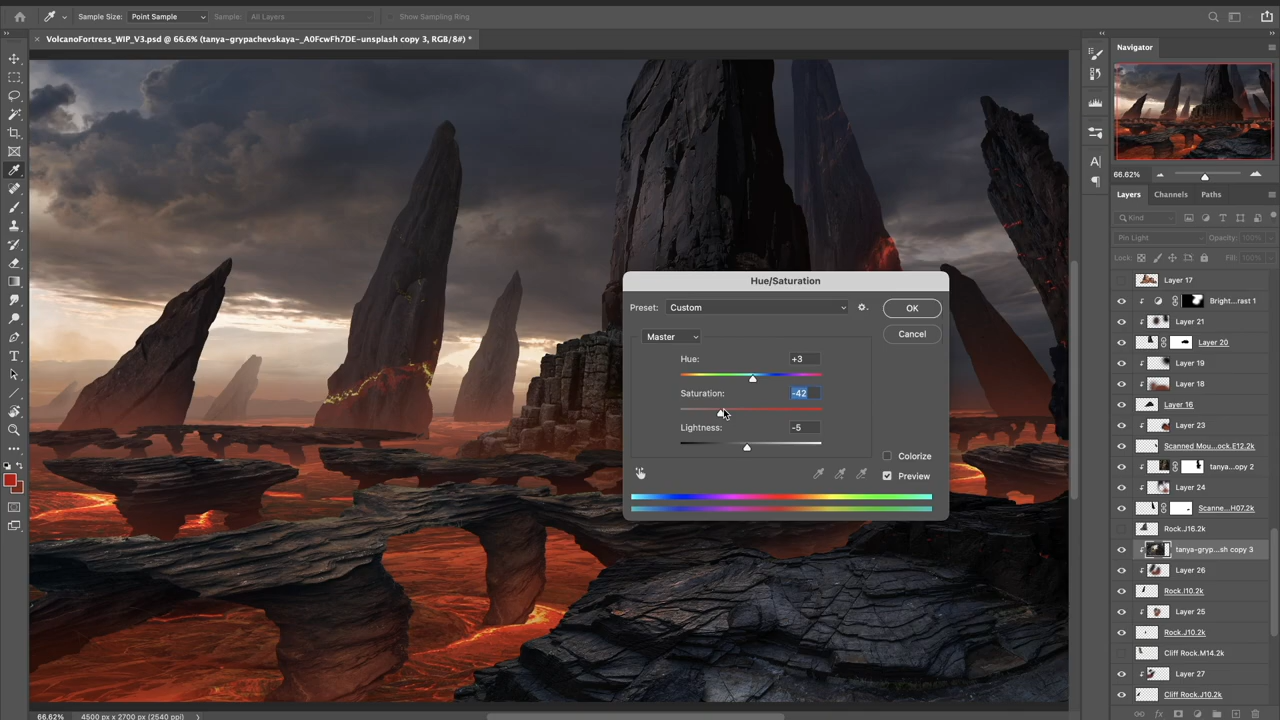 Sample Size: Point Sample Sample: All Layers Show Sampling Ring
× VolcanoFortress_WIP_V3.psd @ 66.6% (tanya-grypachevskaya-_A0FcwFh7DE-unsplash copy 3, RGB/8#) *
Navigator
66.62%
Layers Channels Paths
Kind
Pin Light Opacity: 100%
Lock: Fill: 100%
Layer 17
Bright...rast 1
Layer 21
Layer 20
Layer 19
Layer 18
Layer 16
Layer 23
Scanned Mou...ock.E12.2k
tanya...opy 2
Layer 24
Scanne...H07.2k
Rock.J16.2k
tanya-gryp...sh copy 3
Layer 26
Rock.I10.2k
Layer 25
Rock.J10.2k
Cliff Rock.M14.2k
Layer 27
Cliff Rock.J10.2k
Hue/Saturation
Preset: Custom
OK
Cancel
Master
Hue: +3
Saturation: -42
Lightness: -5
Colorize
Preview
66.62% 4500 px x 2700 px (2540 ppi)